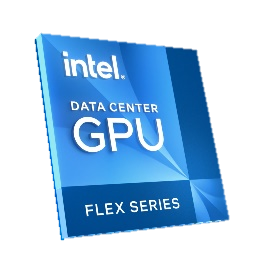 intel®
DATA CENTER
GPU
FLEX SERIES